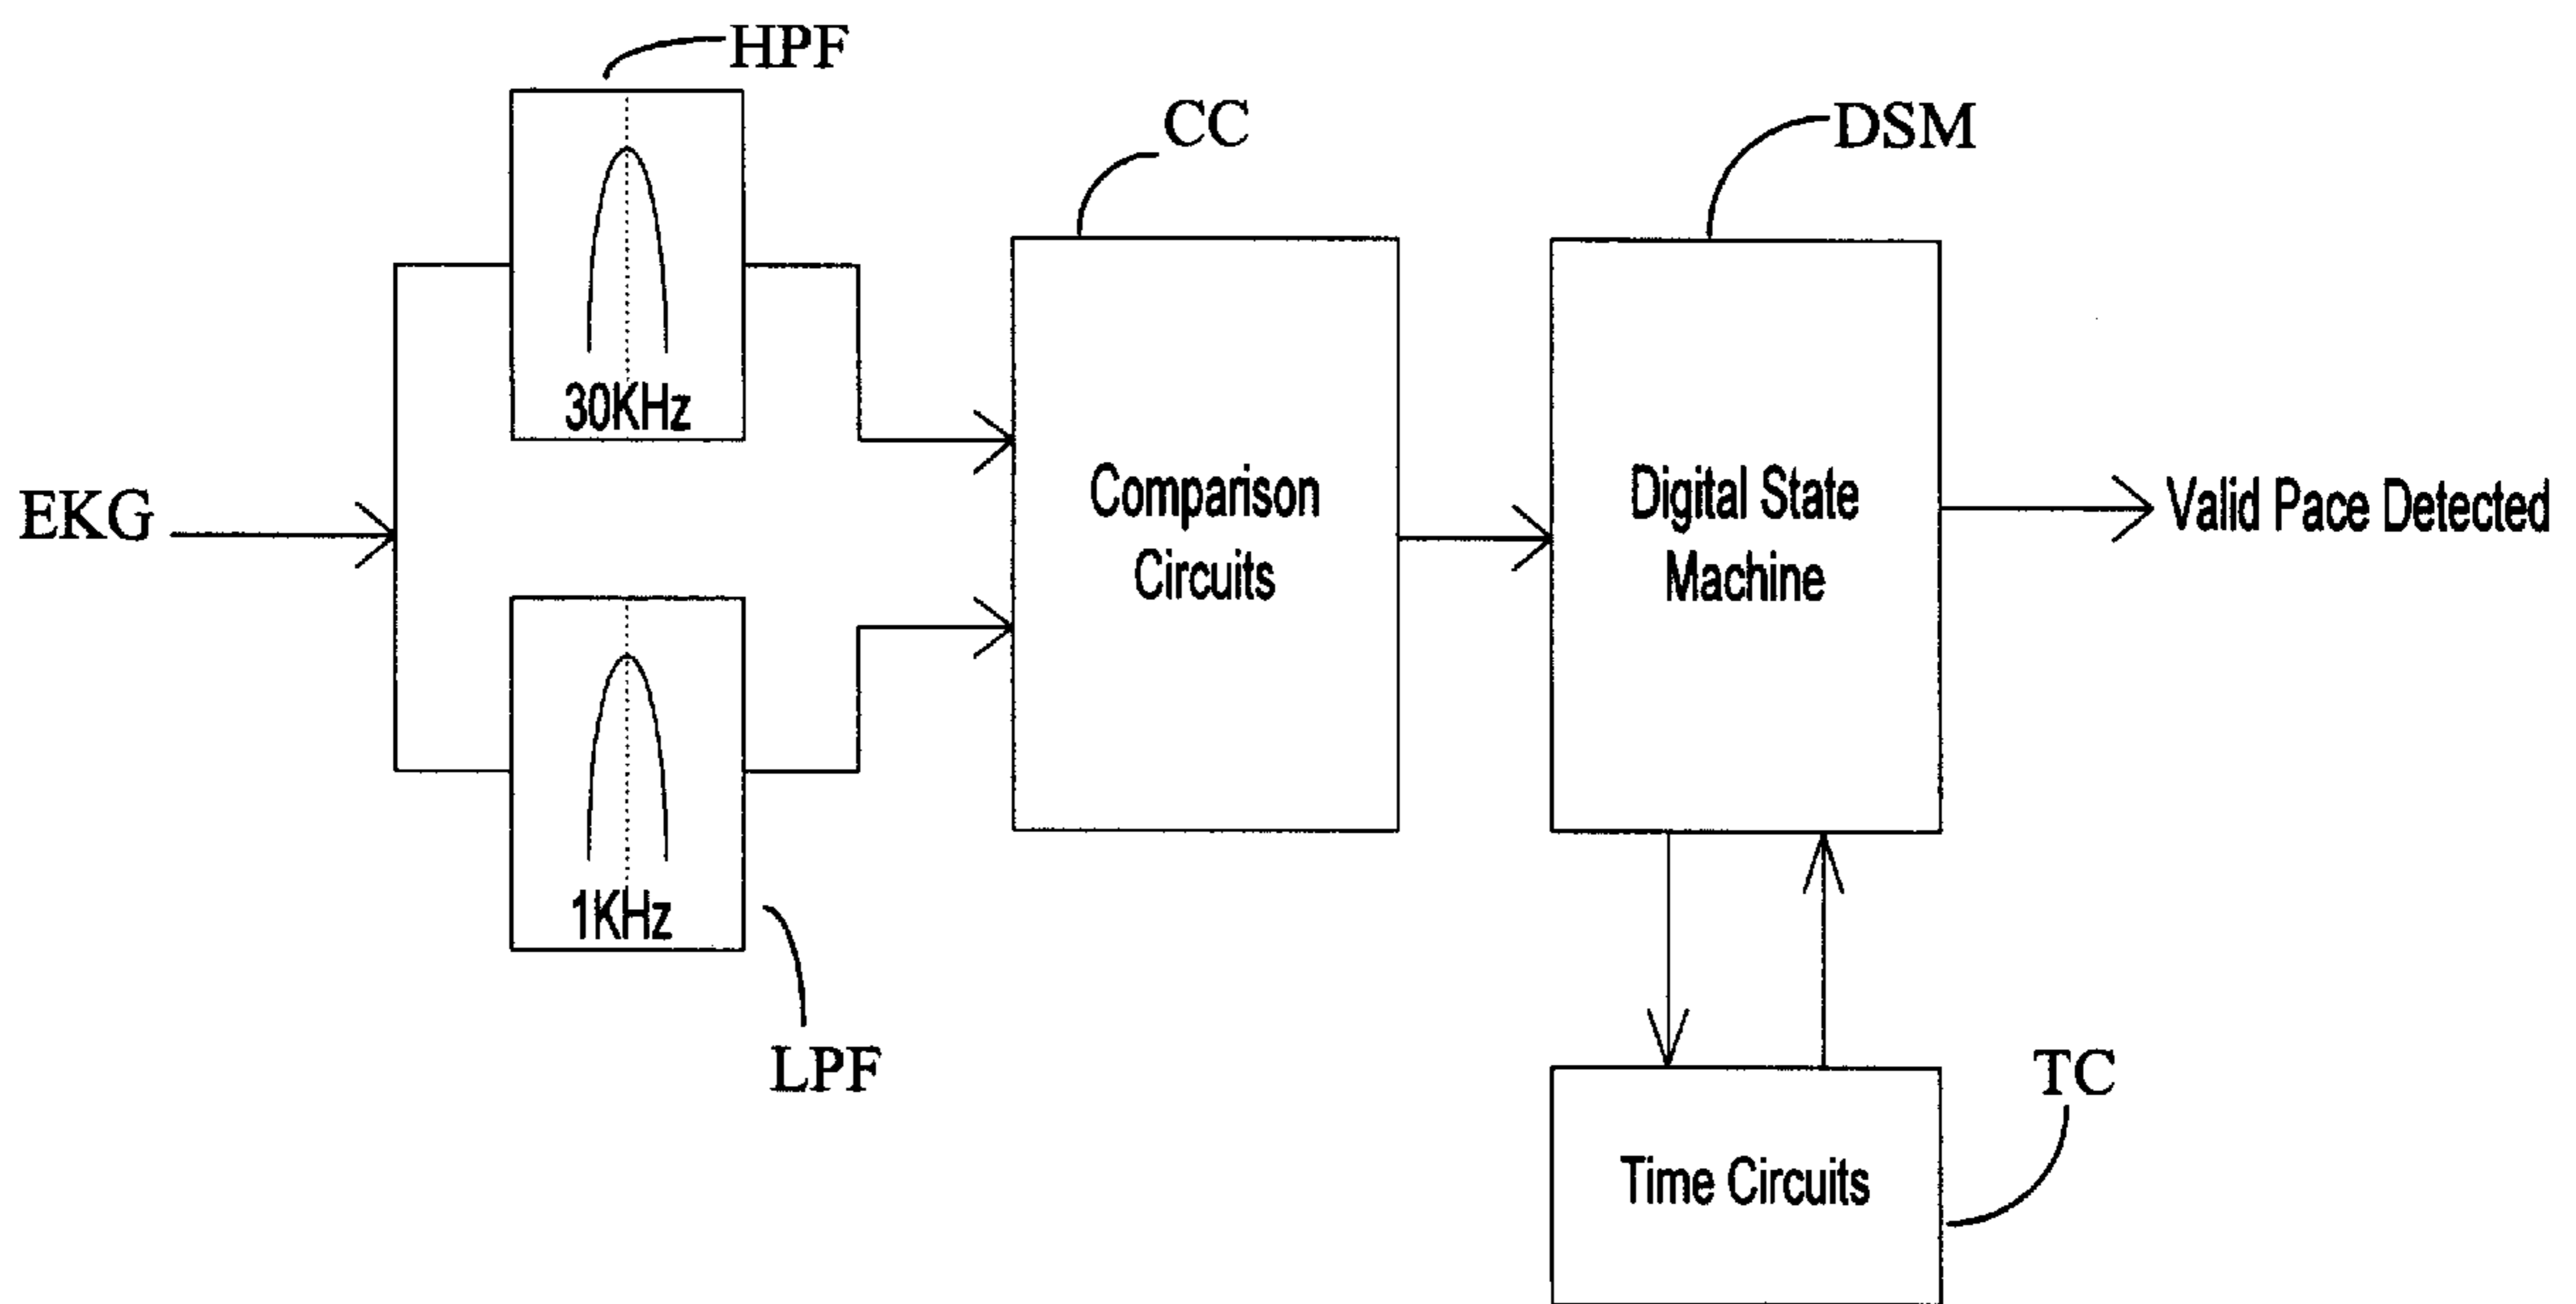 HPF
CC
DSM
30KHz
EKG
Comparison
Circuits
Digital State
Machine
Valid Pace Detected
1KHz
LPF
TC
Time Circuits